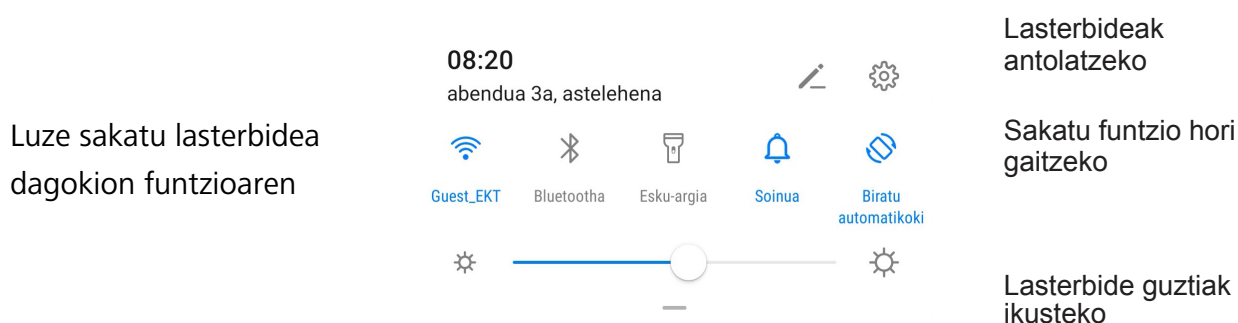 Luze sakatu lasterbidea
dagokion funtzioaren
08:20
abendua 3a, astelehena
Guest_EKT
Bluetootha
Esku-argia
Soinua
Biratu
automatikoki
Lasterbideak
antolatzeko
Sakatu funtzio hori
gaitzeko
Lasterbide guztiak
ikusteko